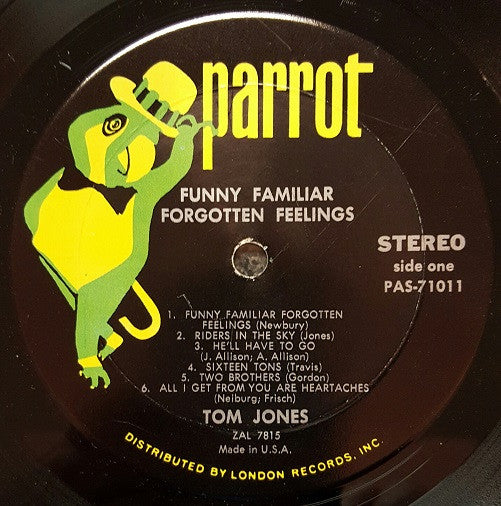 parrot
FUNNY FAMILIAR
FORGOTTEN FEELINGS
STEREO
side one
PAS-71011
1. FUNNY FAMILIAR FORGOTTEN
FEELINGS (Newbury)
2. RIDERS IN THE SKY (Jones)
3. HE'LL HAVE TO GO
(J. Allison; A. Allison)
4. SIXTEEN TONS (Travis)
5. TWO BROTHERS (Gordon)
6. ALL I GET FROM YOU ARE HEARTACHES
(Nelburg; Frisch)
TOM JONES
ZAL 7815
Made in U.S.A.
DISTRIBUTED BY LONDON RECORDS, INC.